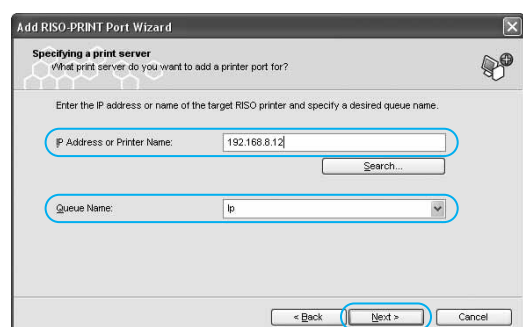 Add RISO-PRINT Port Wizard
Specifying a print server
What print server do you want to add a printer port for?
Enter the IP address or name of the target RISO printer and specify a desired queue name.
IP Address or Printer Name: 192.168.8.12
Search...
Queue Name: lp
< Back Next > Cancel